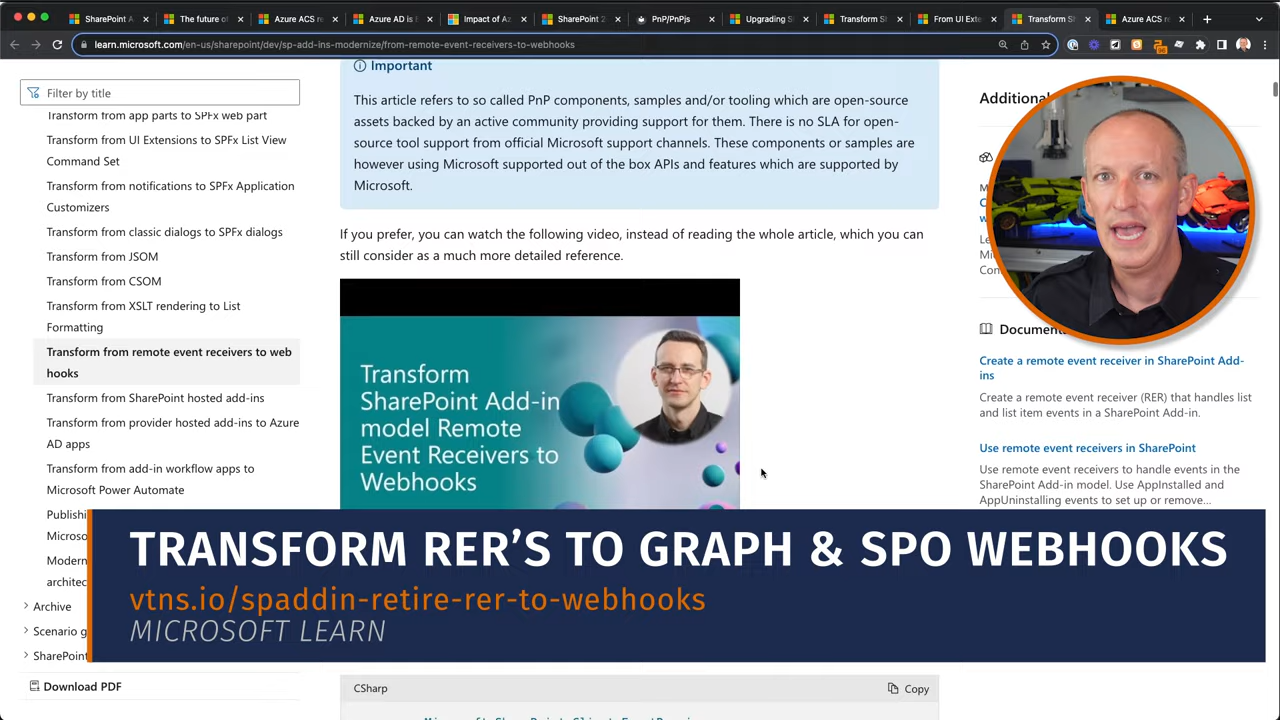 SharePoint A
The future of
Azure ACS re
Azure AD is b
Impact of Az
SharePoint 2
PnP/PnPjs
Upgrading S
Transform S
From UI Exte
Transform S
Azure ACS re
learn.microsoft.com/en-us/sharepoint/dev/sp-add-ins-modernize/from-remote-event-receivers-to-webhooks
Filter by title
Transform from app parts to SPFx web part
Transform from UI Extensions to SPFx List View
Command Set
Transform from notifications to SPFx Application
Customizers
Transform from classic dialogs to SPFx dialogs
Transform from JSOM
Transform from CSOM
Transform from XSLT rendering to List
Formatting
Transform from remote event receivers to web
hooks
Transform from SharePoint hosted add-ins
Transform from provider hosted add-ins to Azure
AD apps
Transform from add-in workflow apps to
Microsoft Power Automate
Publishi
Microso
Modern
archited
Archive
Scenario g
SharePoint
Download PDF
Important
This article refers to so called PnP components, samples and/or tooling which are open-source
assets backed by an active community providing support for them. There is no SLA for open-
source tool support from official Microsoft support channels. These components or samples are
however using Microsoft supported out of the box APIs and features which are supported by
Microsoft.
If you prefer, you can watch the following video, instead of reading the whole article, which you can
still consider as a much more detailed reference.
Transform
SharePoint Add-in
model Remote
Event Receivers to
Webhooks
CSharp
Copy
Additional
Documen
Create a remote event receiver in SharePoint Add-
ins
Create a remote event receiver (RER) that handles list
and list item events in a SharePoint Add-in.
Use remote event receivers in SharePoint
Use remote event receivers to handle events in the
SharePoint Add-in model. Use AppInstalled and
AppUninstalling events to set up or remove...
TRANSFORM RER'S TO GRAPH & SPO WEBHOOKS
vtns.io/spaddin-retire-rer-to-webhooks
MICROSOFT LEARN